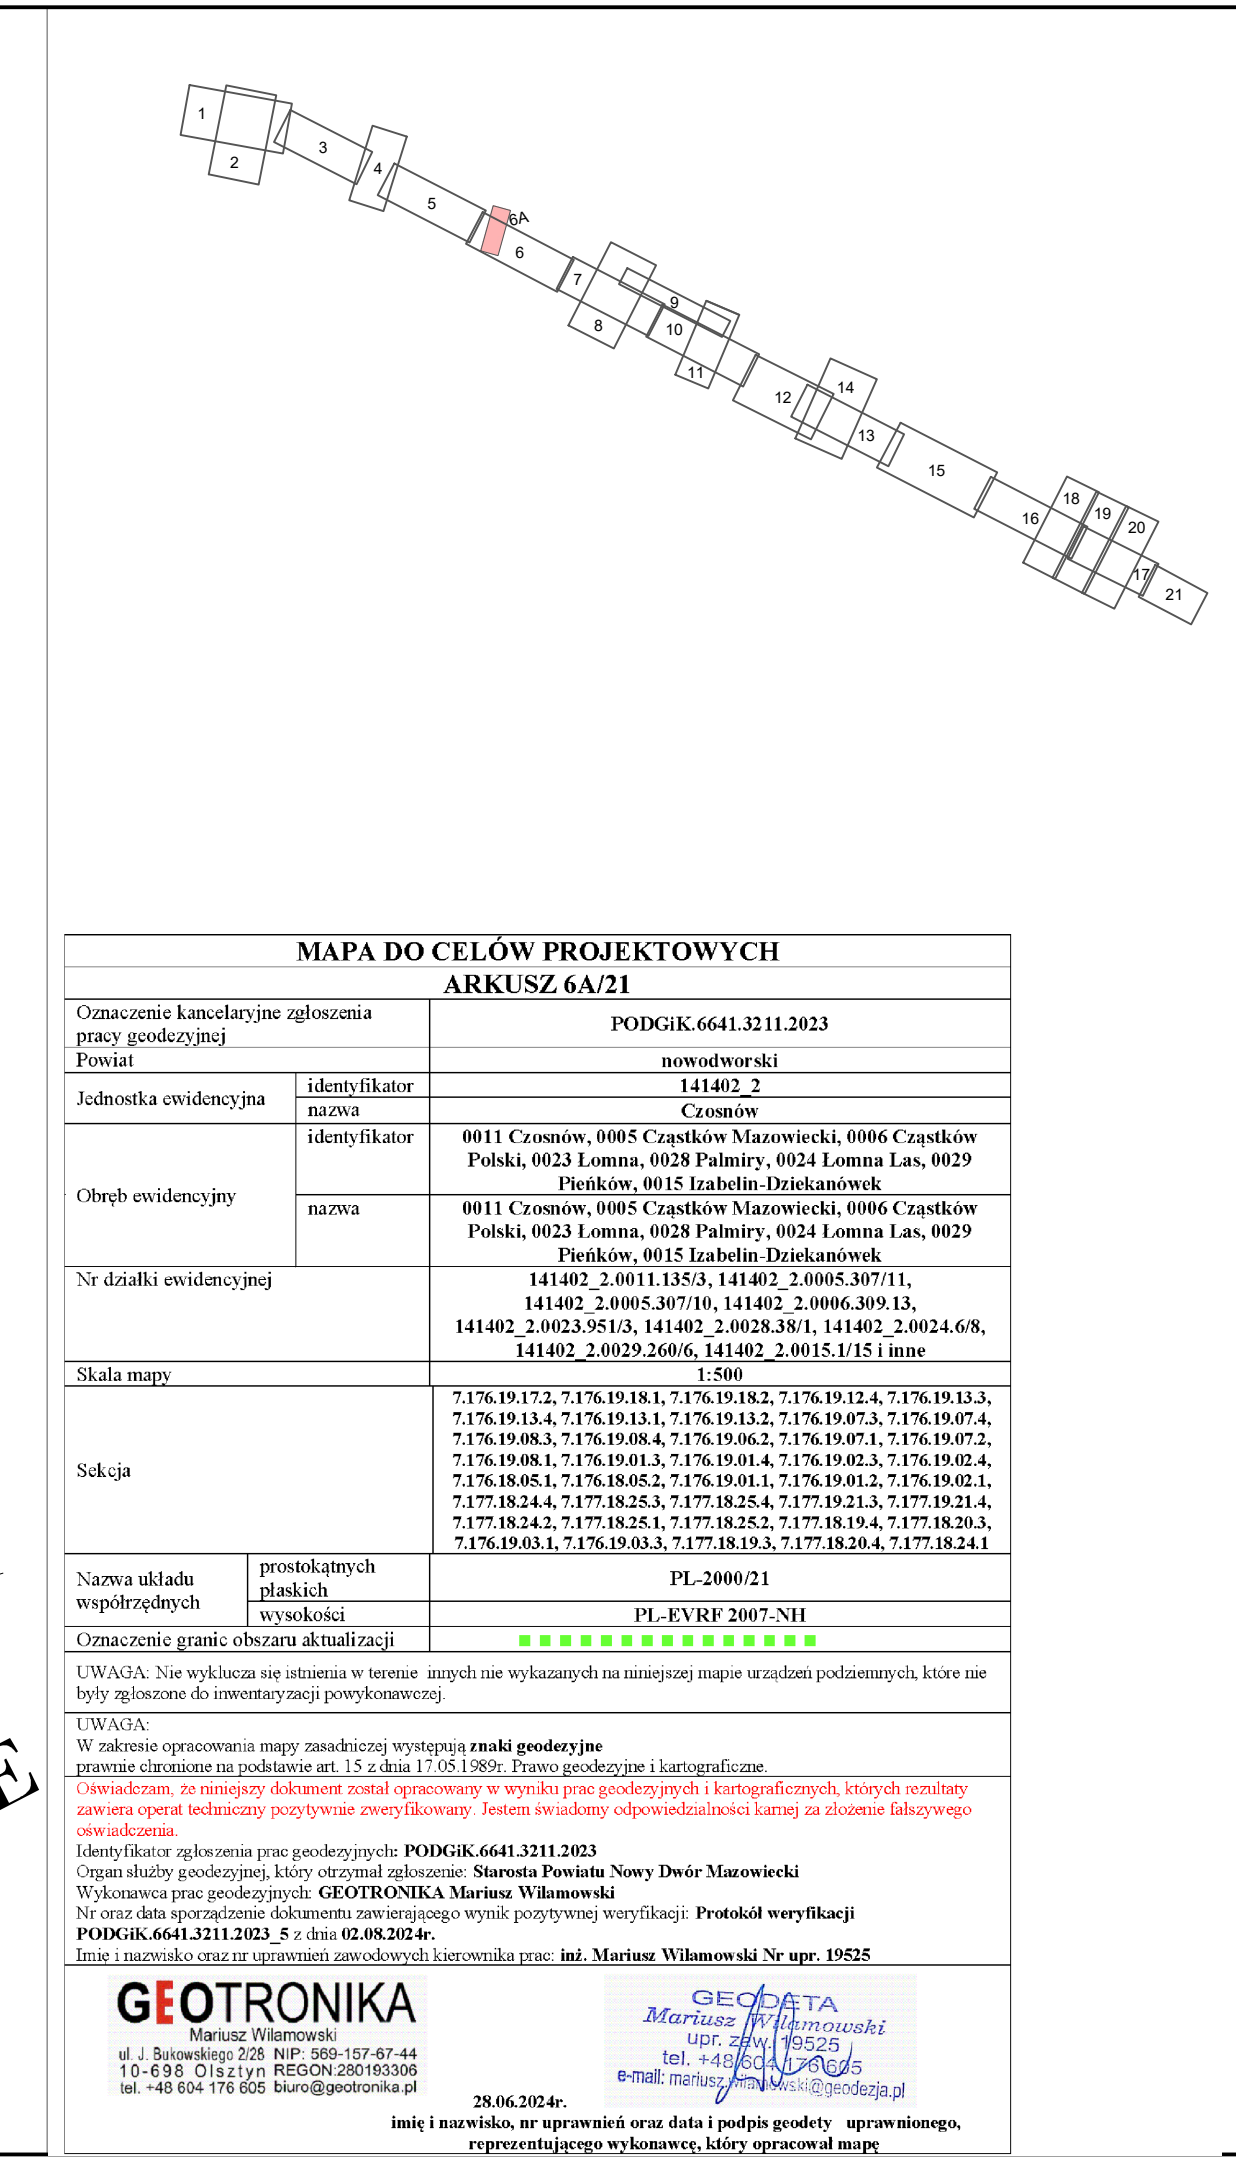 1
2
3
4
5
6A
6
7
8
9
10
11
12
14
13
15
16
18
19
20
17
21
MAPA DO CELÓW PROJEKTOWYCH
ARKUSZ 6A/21
Oznaczenie kancelaryjne zgłoszenia
pracy geodezyjnej
PODGiK.6641.3211.2023
Powiat
nowodworski
Jednostka ewidencyjna
identyfikator
141402_2
nazwa
Czosnów
Obręb ewidencyjny
identyfikator
0011 Czosnów, 0005 Cząstków Mazowiecki, 0006 Cząstków
Polski, 0023 Łomna, 0028 Palmiry, 0024 Łomna Las, 0029
Pieńków, 0015 Izabelin-Dziekanówek
nazwa
0011 Czosnów, 0005 Cząstków Mazowiecki, 0006 Cząstków
Polski, 0023 Łomna, 0028 Palmiry, 0024 Łomna Las, 0029
Pieńków, 0015 Izabelin-Dziekanówek
Nr działki ewidencyjnej
141402_2.0011.135/3, 141402_2.0005.307/11,
141402_2.0005.307/10, 141402_2.0006.309.13,
141402_2.0023.951/3, 141402_2.0028.38/1, 141402_2.0024.6/8,
141402_2.0029.260/6, 141402_2.0015.1/15 i inne
Skala mapy
1:500
Sekcja
7.176.19.17.2, 7.176.19.18.1, 7.176.19.18.2, 7.176.19.12.4, 7.176.19.13.3,
7.176.19.13.4, 7.176.19.13.1, 7.176.19.13.2, 7.176.19.07.3, 7.176.19.07.4,
7.176.19.08.3, 7.176.19.08.4, 7.176.19.06.2, 7.176.19.07.1, 7.176.19.07.2,
7.176.19.08.1, 7.176.19.01.3, 7.176.19.01.4, 7.176.19.02.3, 7.176.19.02.4,
7.176.18.05.1, 7.176.18.05.2, 7.176.19.01.1, 7.176.19.01.2, 7.176.19.02.1,
7.177.18.24.4, 7.177.18.25.3, 7.177.18.25.4, 7.177.19.21.3, 7.177.19.21.4,
7.177.18.24.2, 7.177.18.25.1, 7.177.18.25.2, 7.177.18.19.4, 7.177.18.20.3,
7.176.19.03.1, 7.176.19.03.3, 7.177.18.19.3, 7.177.18.20.4, 7.177.18.24.1
Nazwa układu
współrzędnych
prostokątnych
płaskich
PL-2000/21
wysokości
PL-EVRF 2007-NH
Oznaczenie granic obszaru aktualizacji
UWAGA: Nie wyklucza się istnienia w terenie innych nie wykazanych na niniejszej mapie urządzeń podziemnych, które nie
były zgłoszone do inwentaryzacji powykonawczej.
UWAGA:
W zakresie opracowania mapy zasadniczej występują znaki geodezyjne
prawnie chronione na podstawie art. 15 z dnia 17.05.1989r. Prawo geodezyjne i kartograficzne.
Oświadczam, że niniejszy dokument został opracowany w wyniku prac geodezyjnych i kartograficznych, których rezultaty
zawiera operat techniczny pozytywnie zweryfikowany. Jestem świadomy odpowiedzialności karnej za złożenie fałszywego
oświadczenia.
Identyfikator zgłoszenia prac geodezyjnych: PODGiK.6641.3211.2023
Organ służby geodezyjnej, który otrzymał zgłoszenie: Starosta Powiatu Nowy Dwór Mazowiecki
Wykonawca prac geodezyjnych: GEOTRONIKA Mariusz Wilamowski
Nr oraz data sporządzenie dokumentu zawierającego wynik pozytywnej weryfikacji: Protokół weryfikacji
PODGiK.6641.3211.2023_5 z dnia 02.08.2024r.
Imię i nazwisko oraz nr uprawnień zawodowych kierownika prac: inż. Mariusz Wilamowski Nr upr. 19525
GEOTRONIKA
Mariusz Wilamowski
ul. J. Bukowskiego 2/28 NIP: 569-157-67-44
10-698 Olsztyn REGON:280193306
tel. +48 604 176 605 biuro@geotronika.pl
GEODETA
Mariusz Wilamowski
upr. zaw. 19525
tel. +48 604 176 605
e-mail: mariusz.wilamowski@geodezja.pl
28.06.2024r.
imię i nazwisko, nr uprawnień oraz data i podpis geodety uprawnionego,
reprezentującego wykonawcę, który opracował mapę
E